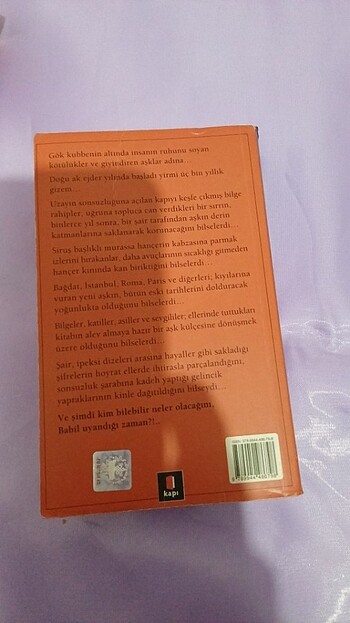 Gök kubbenin altında insanın ruhunu soyan
kötülükler ve giydirilen aşklar adına...
Doğu ak ejder yılında başladı yirmi üç bin yıllık
gizem...
Uzayın sonsuzluğuna açılan kapıyı keşfe çıkmış bilge
rahipler, uğruna topluca can verdikleri bir sırrın,
binlerce yıl sonra, bir şair tarafından aşkın derin
katmanlarına saklanarak korunacağını bilselerdi...
Sıruş başlıklı murassa hançerin kabzasına parmak
izlerini bırakanlar, daha avuçlarının sıcaklığı gitmeden
hançer kınında kan biriktiğini bilselerdi...
Bağdat, İstanbul, Roma, Paris ve diğerleri; kıyılarına
vuran yeni aşkın, bütün eski tarihlerini dolduracak
yoğunlukta olduğunu bilselerdi...
Bilgeler, katiller, asiller ve sevgililer; ellerinde tuttukları
kitabın alev almaya hazır bir aşk külçesine dönüşmek
üzere olduğunu bilselerdi...
Şair, ipeksi dizeleri arasına hayaller gibi sakladığı
şifrelerin hoyrat ellerde ihtirasla parçalandığını,
sonsuzluk şarabına kadeh yaptığı gelincik
yapraklarının kinle dağıtıldığını bilseydi...
Ve şimdi kim bilebilir neler olacağını,
Babil uyandığı zaman?!..
kapı